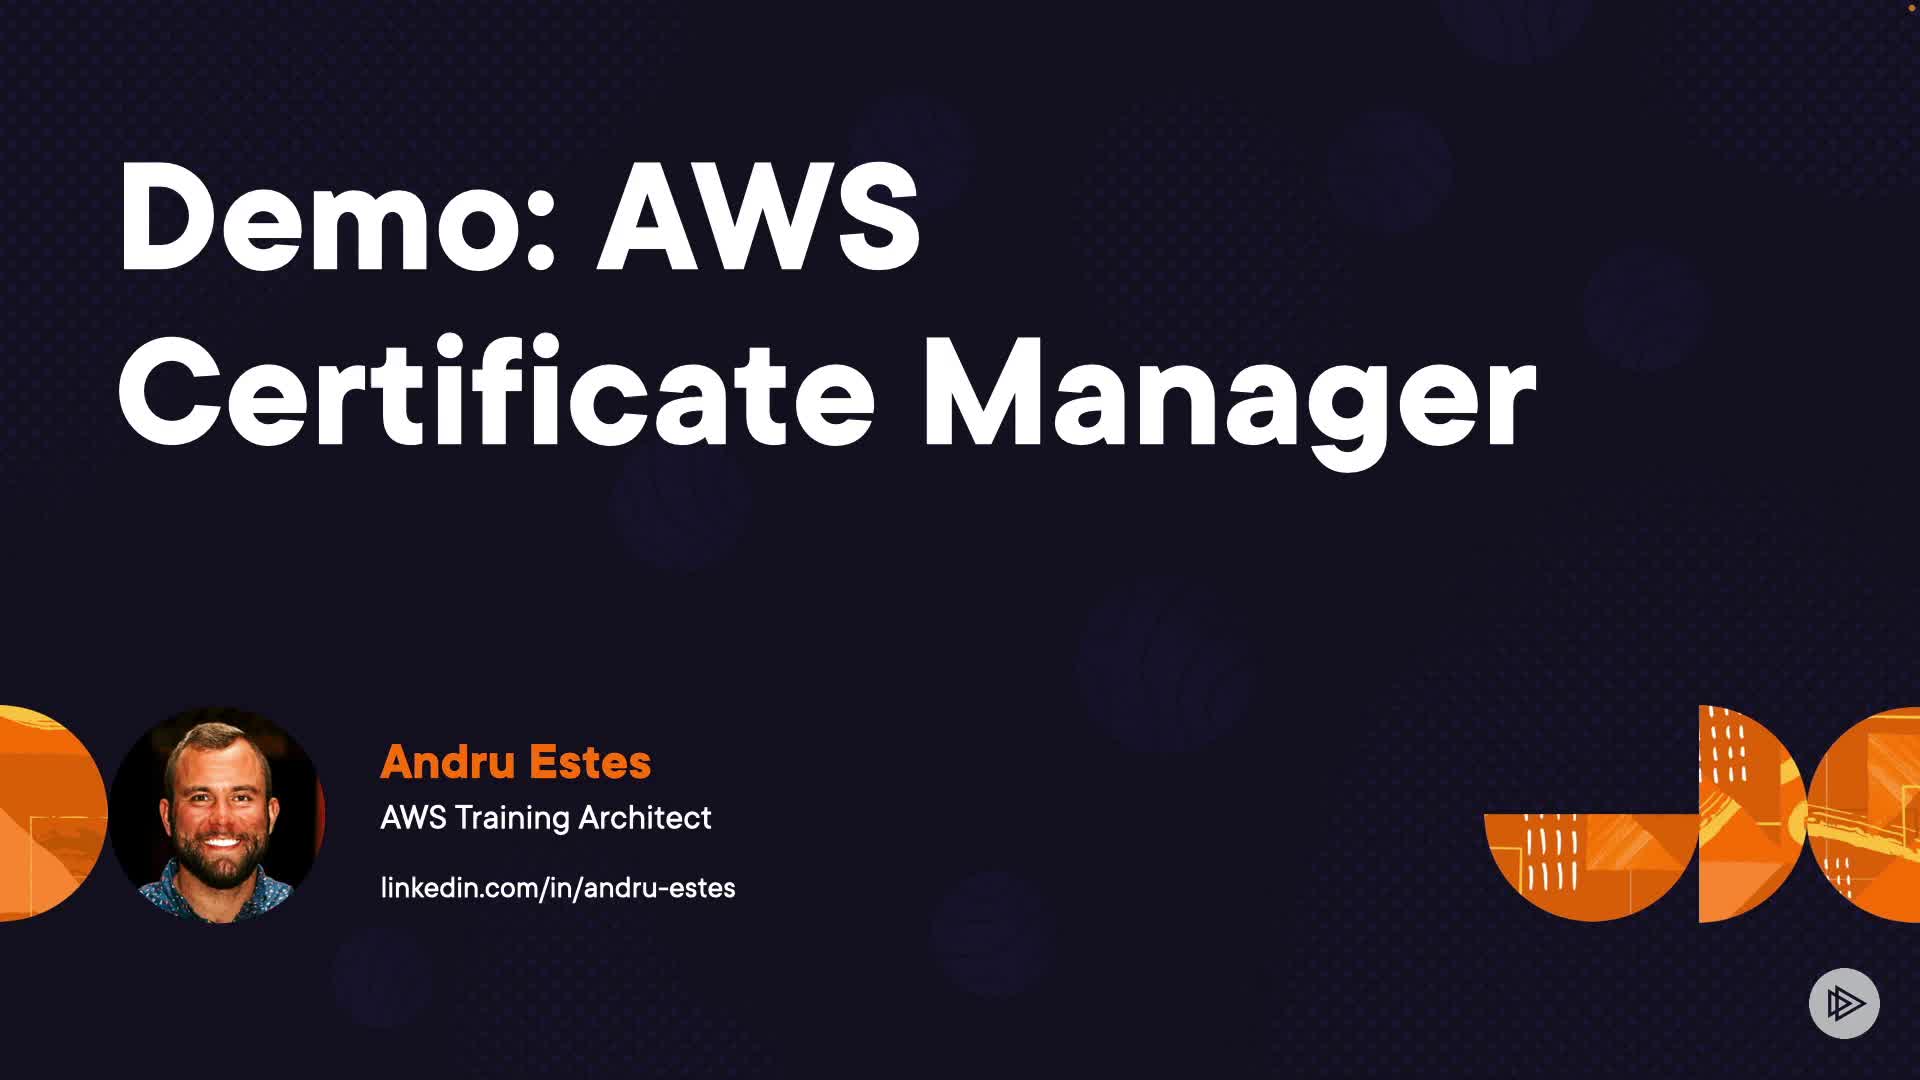 Demo: AWS
Certificate Manager
Andru Estes
AWS Training Architect
linkedin.com/in/andru-estes